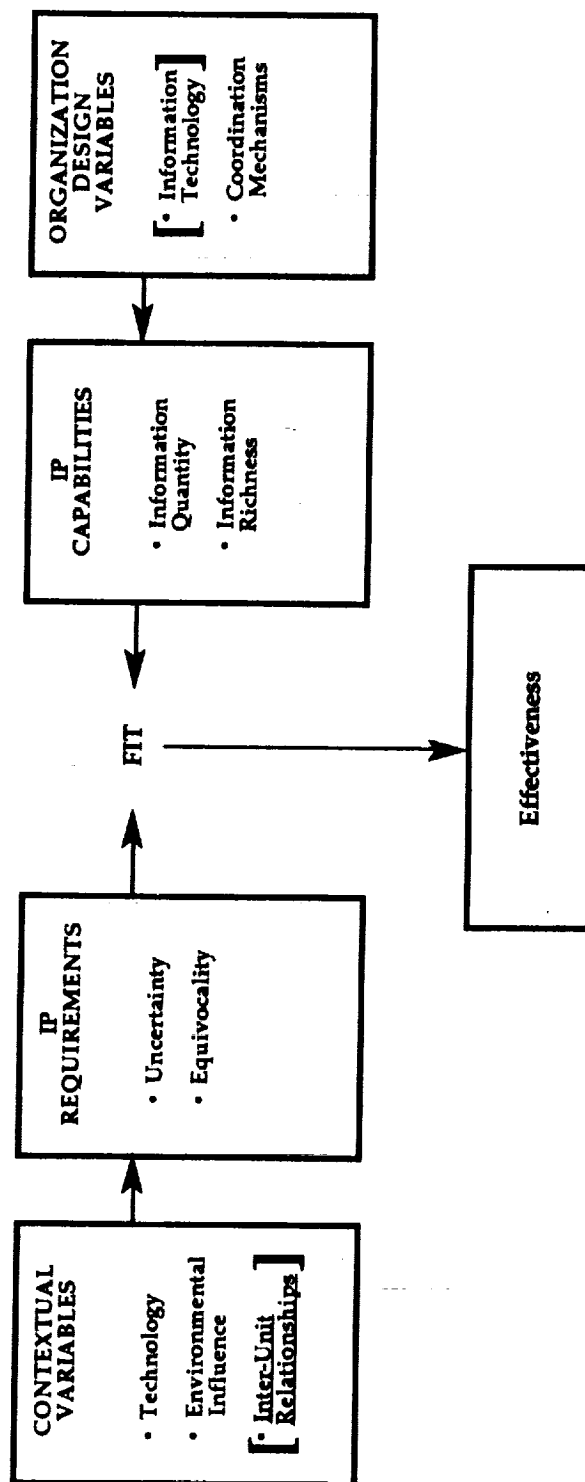 CONTEXTUAL
VARIABLES
• Technology
• Environmental
Influence
[• Inter-Unit
Relationships]
IP
REQUIREMENTS
• Uncertainty
• Equivocality
FIT
IP
CAPABILITIES
• Information
Quantity
• Information
Richness
ORGANIZATION
DESIGN
VARIABLES
[• Information
Technology]
• Coordination
Mechanisms
Effectiveness